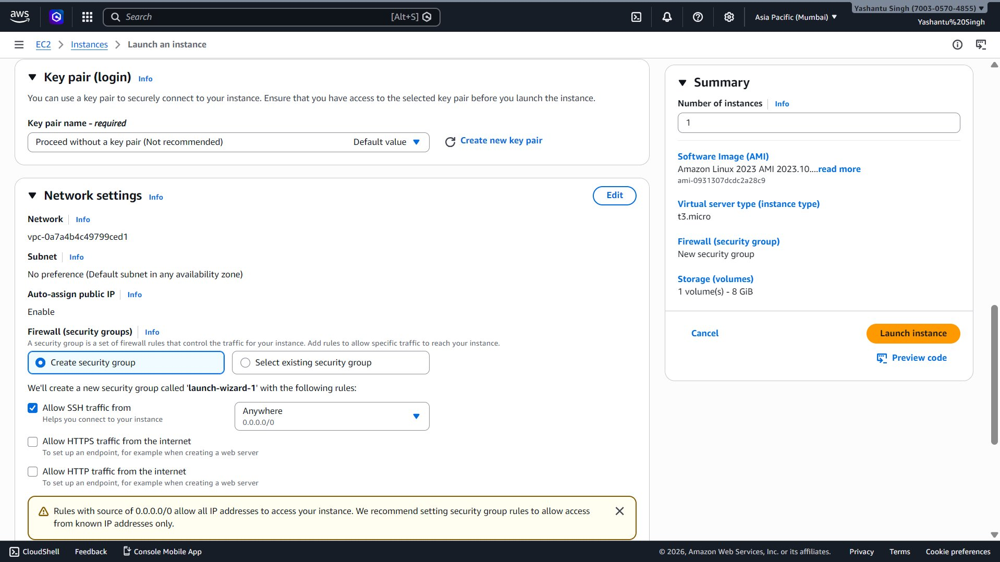 aws
Search [Alt+S]
Asia Pacific (Mumbai) ▼
Yashantu Singh (7003-0570-4855) ▼
Yashantu%20Singh
EC2 > Instances > Launch an instance
Key pair (login) Info
You can use a key pair to securely connect to your instance. Ensure that you have access to the selected key pair before you launch the instance.
Key pair name - required
Proceed without a key pair (Not recommended) Default value
Create new key pair
Network settings Info
Edit
Network Info
vpc-0a7a4b4c49799ced1
Subnet Info
No preference (Default subnet in any availability zone)
Auto-assign public IP Info
Enable
Firewall (security groups) Info
A security group is a set of firewall rules that control the traffic for your instance. Add rules to allow specific traffic to reach your instance.
Create security group
Select existing security group
We'll create a new security group called 'launch-wizard-1' with the following rules:
Allow SSH traffic from
Helps you connect to your instance
Anywhere
0.0.0.0/0
Allow HTTPS traffic from the internet
To set up an endpoint, for example when creating a web server
Allow HTTP traffic from the internet
To set up an endpoint, for example when creating a web server
Rules with source of 0.0.0.0/0 allow all IP addresses to access your instance. We recommend setting security group rules to allow access
from known IP addresses only.
Summary
Number of instances Info
1
Software Image (AMI)
Amazon Linux 2023 AMI 2023.10....read more
ami-0931307dcdc2a28c9
Virtual server type (instance type)
t3.micro
Firewall (security group)
New security group
Storage (volumes)
1 volume(s) - 8 GiB
Cancel
Launch instance
Preview code
CloudShell Feedback Console Mobile App
© 2026, Amazon Web Services, Inc. or its affiliates. Privacy Terms Cookie preferences